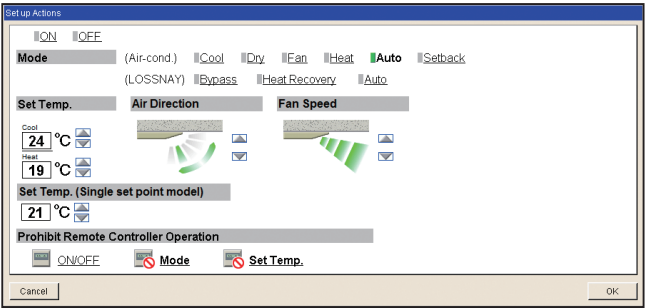 Set up Actions
ON OFF
Mode (Air-cond.) Cool Dry Fan Heat Auto Setback
(LOSSNAY) Bypass Heat Recovery Auto
Set Temp. Air Direction Fan Speed
Cool
24 °C
Heat
19 °C
Set Temp. (Single set point model)
21 °C
Prohibit Remote Controller Operation
ON/OFF Mode Set Temp.
Cancel OK